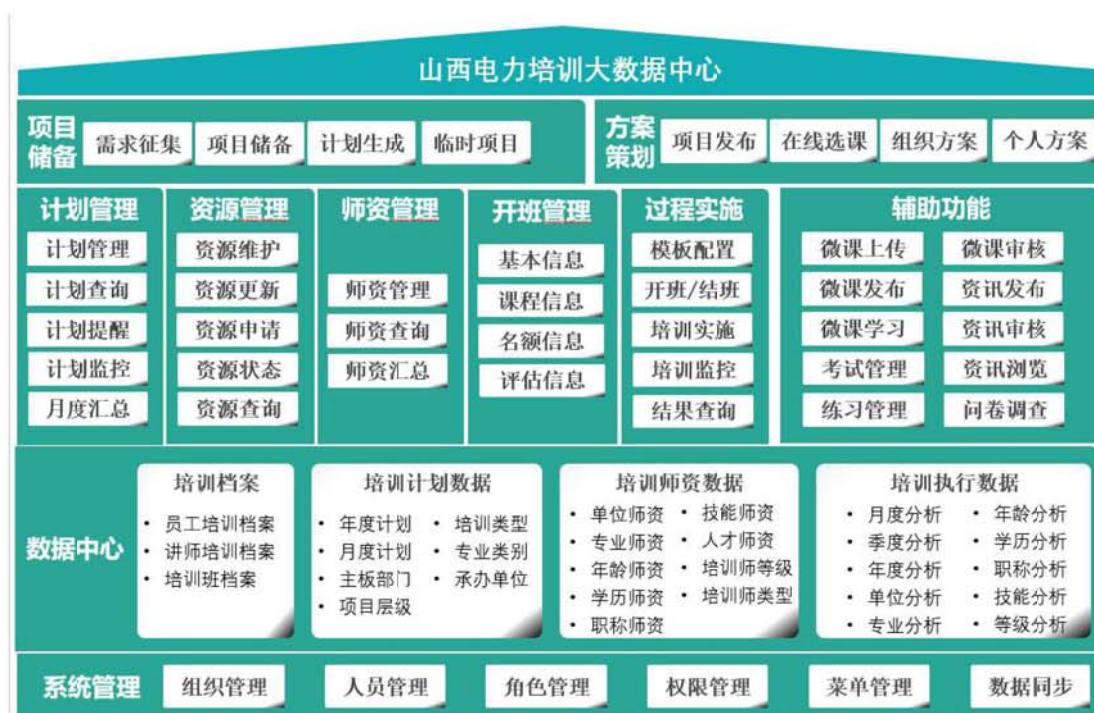 山西电力培训大数据中心
项目储备
需求征集
项目储备
计划生成
临时项目
方案策划
项目发布
在线选课
组织方案
个人方案
计划管理
计划管理
计划查询
计划提醒
计划监控
月度汇总
资源管理
资源维护
资源更新
资源申请
资源状态
资源查询
师资管理
师资管理
师资查询
师资汇总
开班管理
基本信息
课程信息
名额信息
评估信息
过程实施
模板配置
开班/结班
培训实施
培训监控
结果查询
辅助功能
微课上传
微课审核
微课发布
资讯发布
微课学习
资讯审核
考试管理
资讯浏览
练习管理
问卷调查
数据中心
培训档案
• 员工培训档案
• 讲师培训档案
• 培训班档案
培训计划数据
• 年度计划
• 月度计划
• 主板部门
• 项目层级
• 培训类型
• 专业类别
• 承办单位
培训师资数据
• 单位师资
• 专业师资
• 年龄师资
• 学历师资
• 职称师资
• 技能师资
• 人才师资
• 培训师等级
• 培训师类型
培训执行数据
• 月度分析
• 季度分析
• 年度分析
• 单位分析
• 专业分析
• 年龄分析
• 学历分析
• 职称分析
• 技能分析
• 等级分析
系统管理
组织管理
人员管理
角色管理
权限管理
菜单管理
数据同步